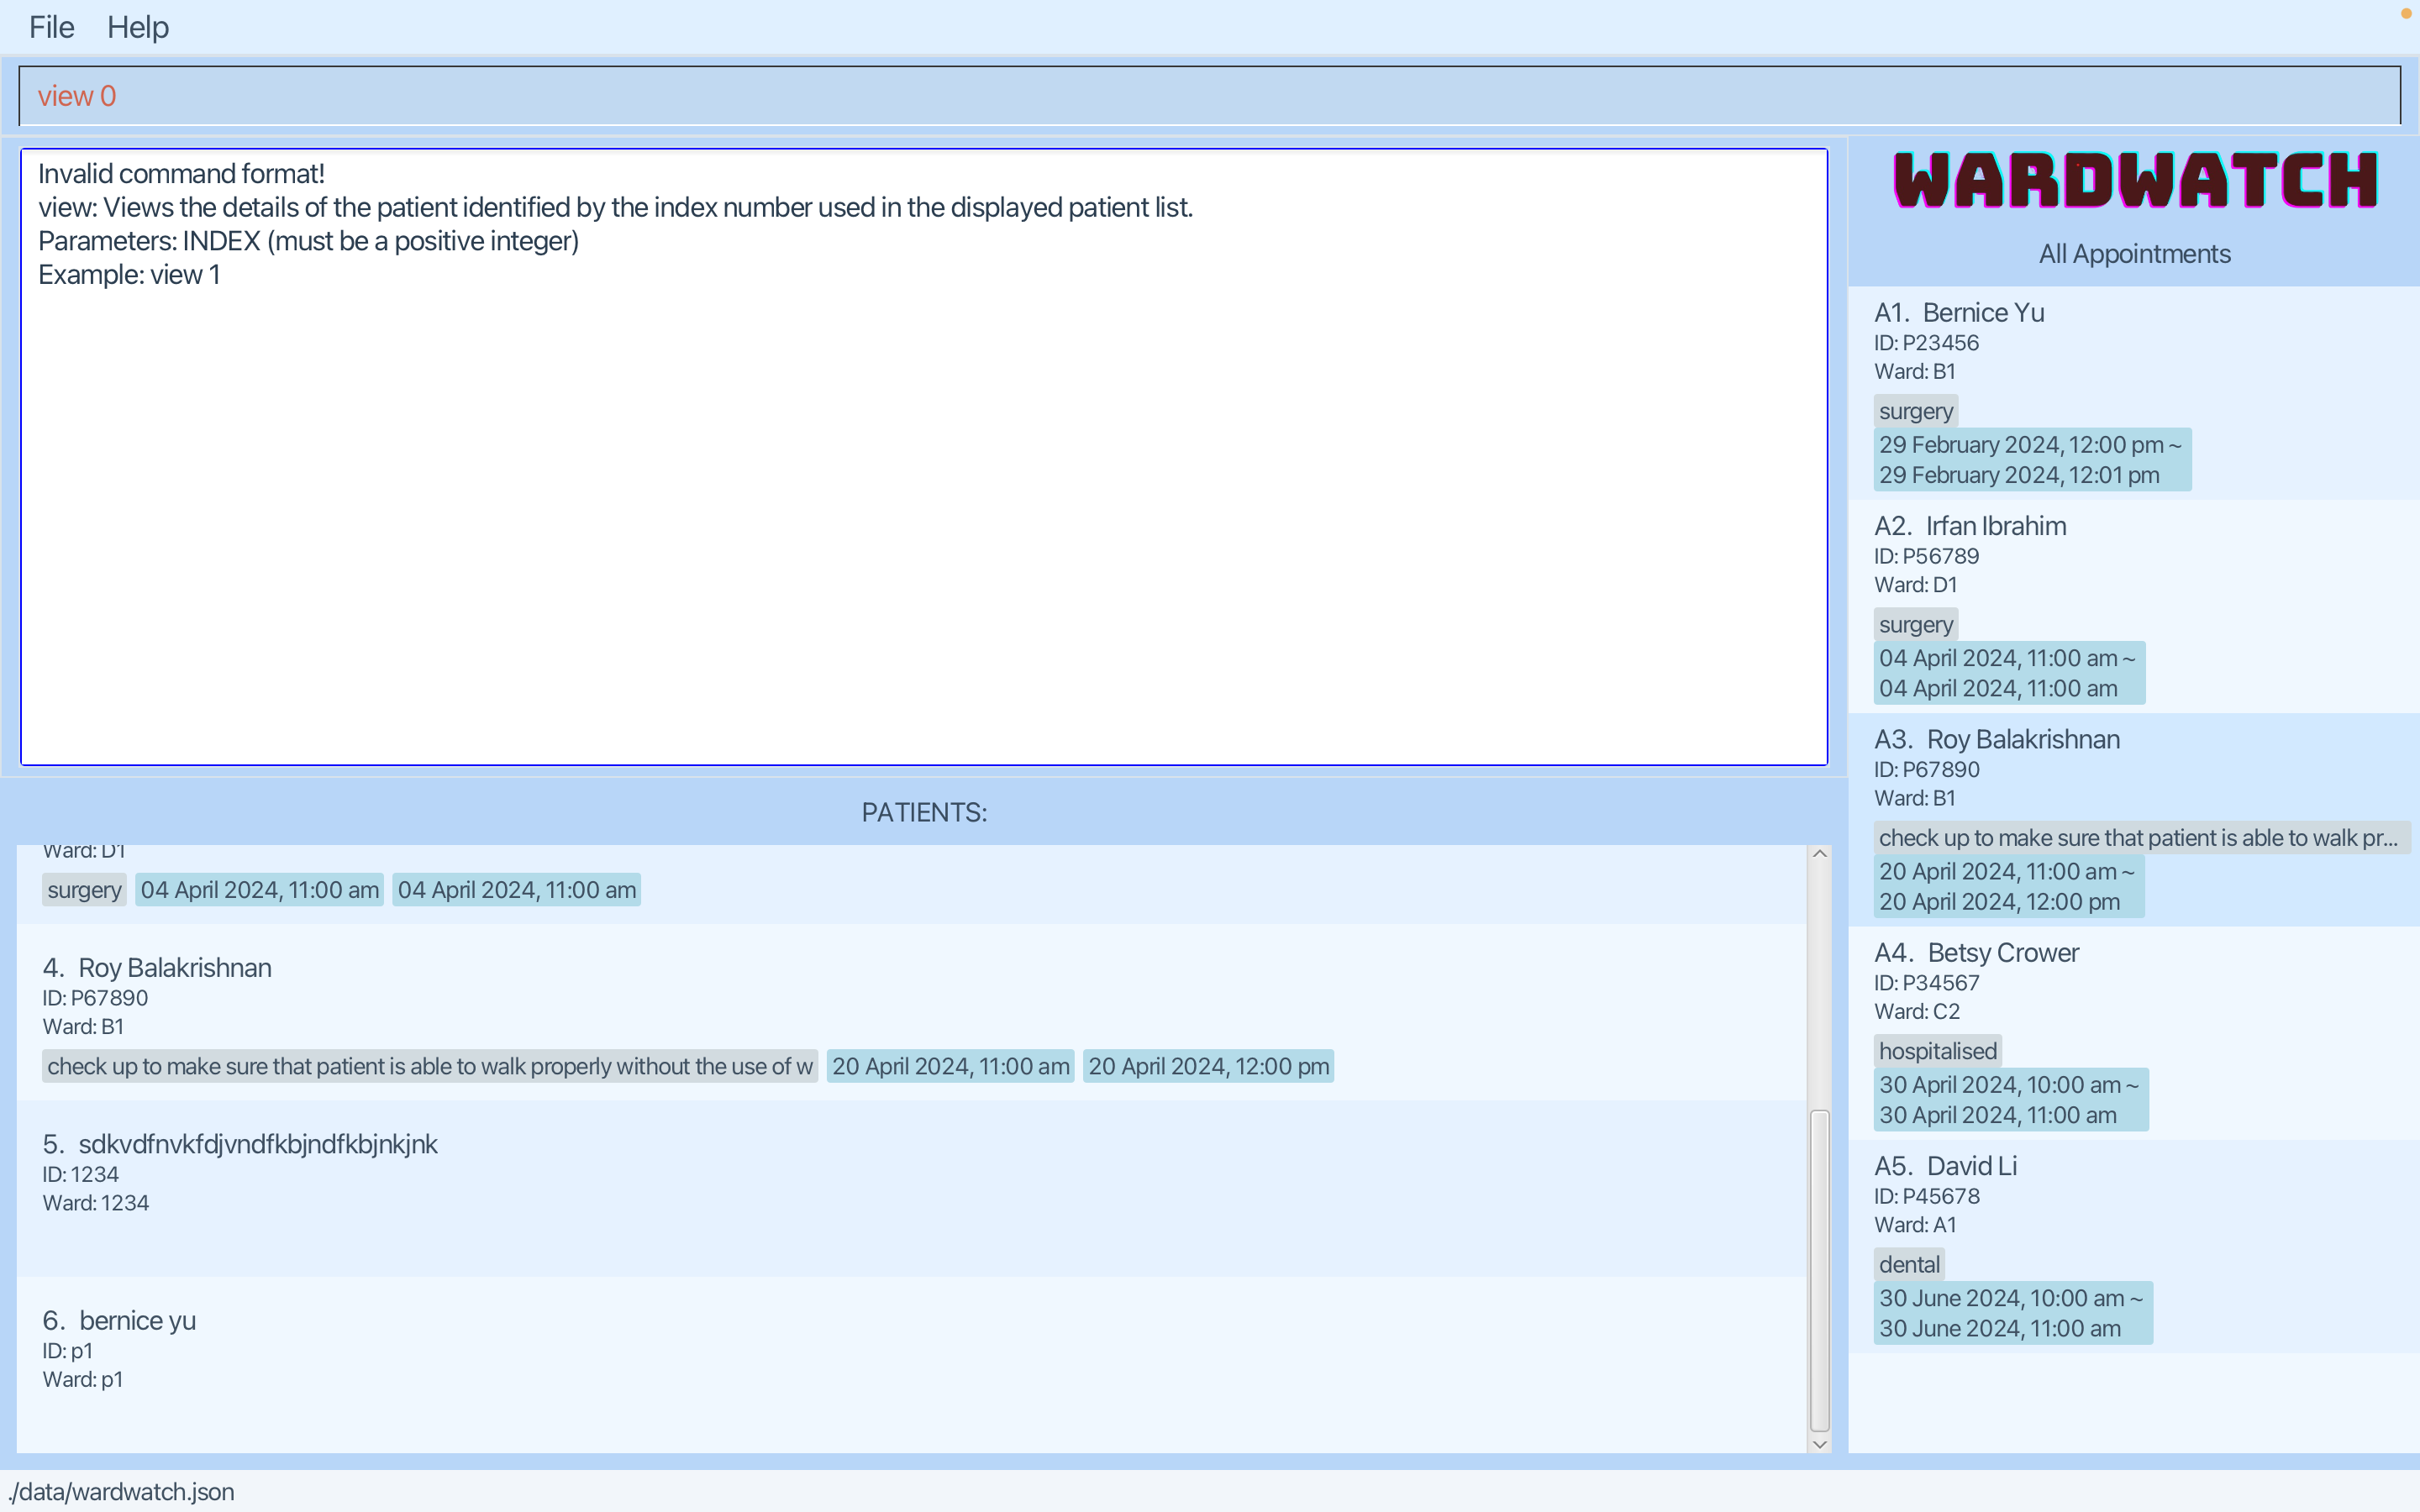 File Help
view 0
Invalid command format!
view: Views the details of the patient identified by the index number used in the displayed patient list.
Parameters: INDEX (must be a positive integer)
Example: view 1
PATIENTS:
Ward: D1
surgery 04 April 2024, 11:00 am 04 April 2024, 11:00 am
4. Roy Balakrishnan
ID: P67890
Ward: B1
check up to make sure that patient is able to walk properly without the use of w 20 April 2024, 11:00 am 20 April 2024, 12:00 pm
5. sdkvdfnvkfdjvndfkbjndfkbjnkjnk
ID: 1234
Ward: 1234
6. bernice yu
ID: p1
Ward: p1
WARDWATCH
All Appointments
A1. Bernice Yu
ID: P23456
Ward: B1
surgery
29 February 2024, 12:00 pm ~
29 February 2024, 12:01 pm
A2. Irfan Ibrahim
ID: P56789
Ward: D1
surgery
04 April 2024, 11:00 am ~
04 April 2024, 11:00 am
A3. Roy Balakrishnan
ID: P67890
Ward: B1
check up to make sure that patient is able to walk pr...
20 April 2024, 11:00 am ~
20 April 2024, 12:00 pm
A4. Betsy Crower
ID: P34567
Ward: C2
hospitalised
30 April 2024, 10:00 am ~
30 April 2024, 11:00 am
A5. David Li
ID: P45678
Ward: A1
dental
30 June 2024, 10:00 am ~
30 June 2024, 11:00 am
./data/wardwatch.json